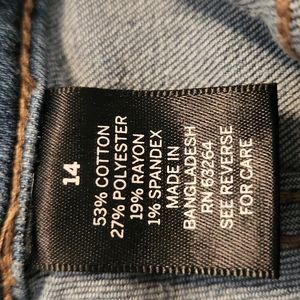 14
53% COTTON
27% POLYESTER
19% RAYON
1% SPANDEX
MADE IN
BANGLADESH
RN 63264
SEE REVERSE
FOR CARE